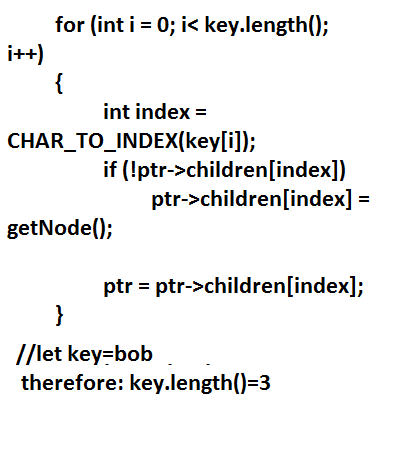 for (int i = 0; i< key.length();
i++)
{
int index =
CHAR_TO_INDEX(key[i]);
if (!ptr->children[index])
ptr->children[index] =
getNode();
ptr = ptr->children[index];
}
//let key=bob
therefore: key.length()=3